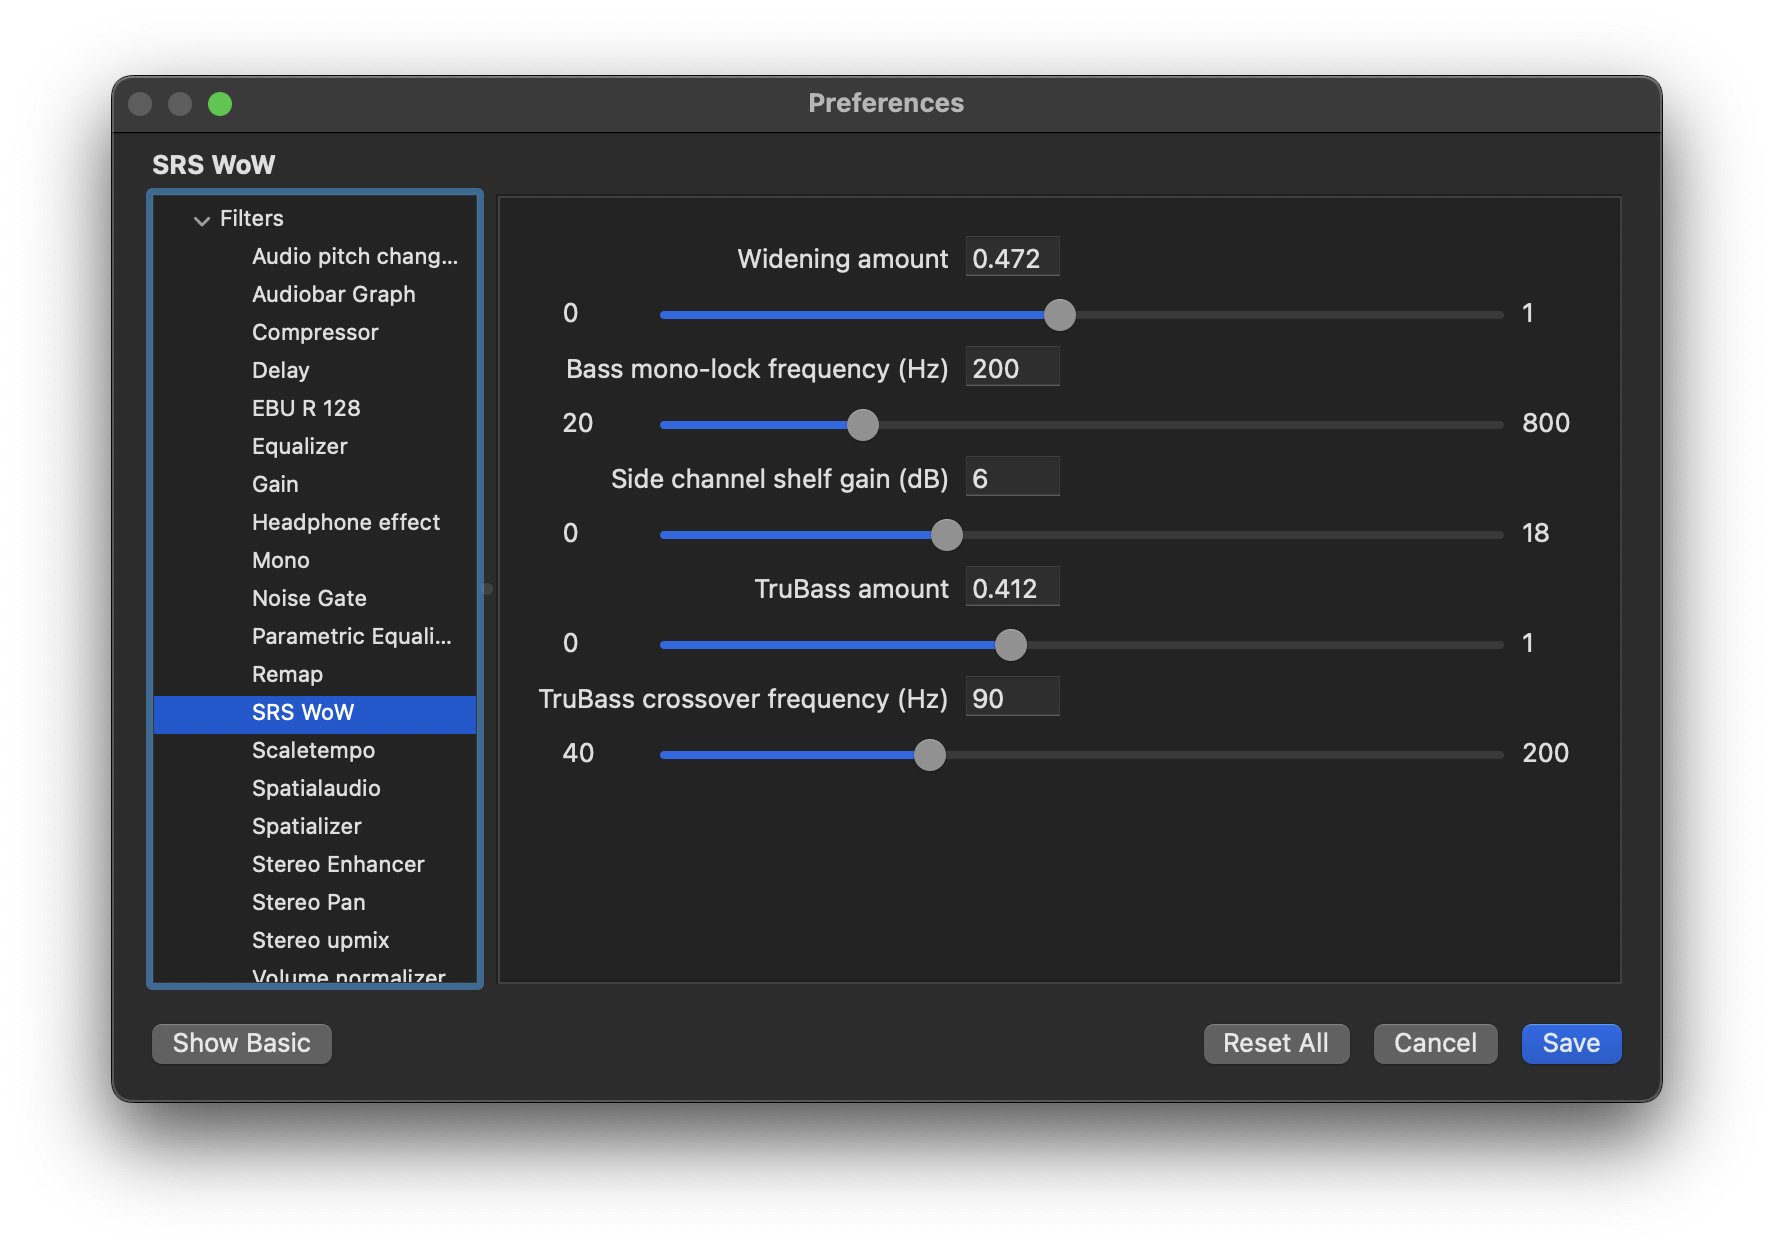 Preferences
SRS WoW
Filters
Audio pitch chang...
Audiobar Graph
Compressor
Delay
EBU R 128
Equalizer
Gain
Headphone effect
Mono
Noise Gate
Parametric Equali...
Remap
SRS WoW
Scaletempo
Spatialaudio
Spatializer
Stereo Enhancer
Stereo Pan
Stereo upmix
Volume normalizer
Widening amount 0.472
0 1
Bass mono-lock frequency (Hz) 200
20 800
Side channel shelf gain (dB) 6
0 18
TruBass amount 0.412
0 1
TruBass crossover frequency (Hz) 90
40 200
Show Basic Reset All Cancel Save